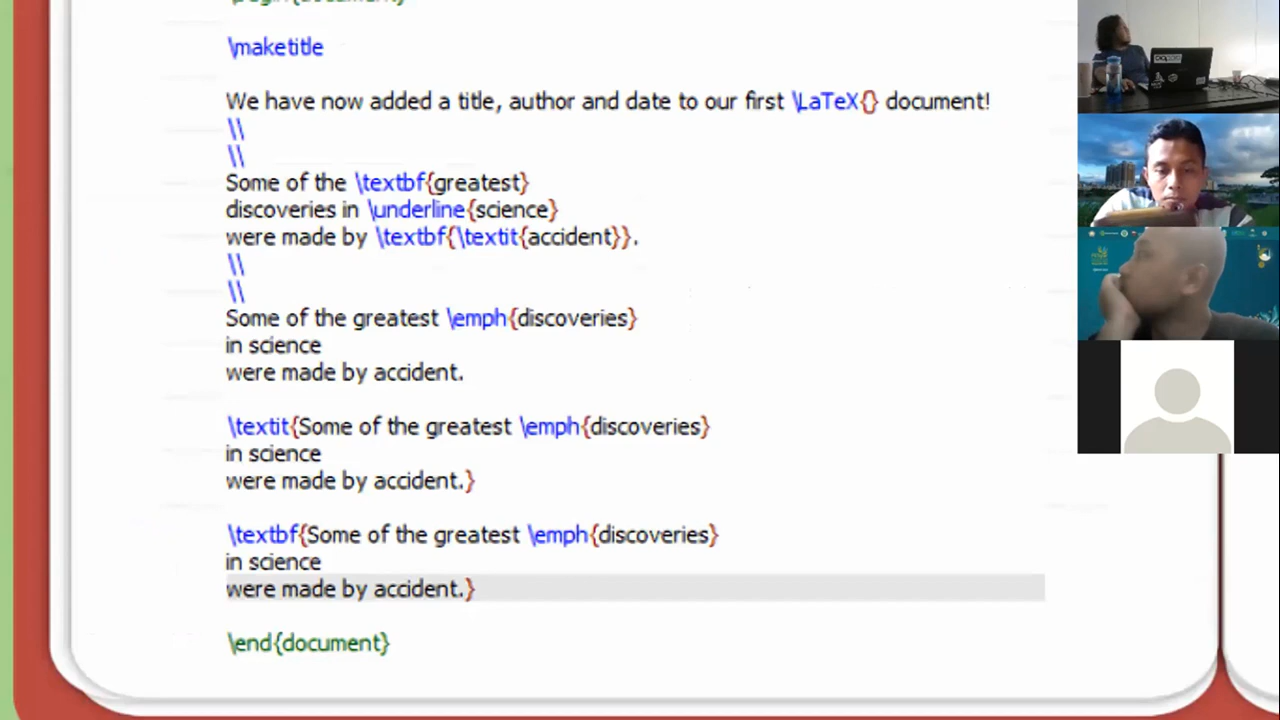 \begin{document}
\maketitle
We have now added a title, author and date to our first \LaTeX{} document!
\\
\\
Some of the \textbf{greatest}
discoveries in \underline{science}
were made by \textbf{\textit{accident}}.
\\
\\
Some of the greatest \emph{discoveries}
in science
were made by accident.
\textit{Some of the greatest \emph{discoveries}
in science
were made by accident.}
\textbf{Some of the greatest \emph{discoveries}
in science
were made by accident.}
\end{document}